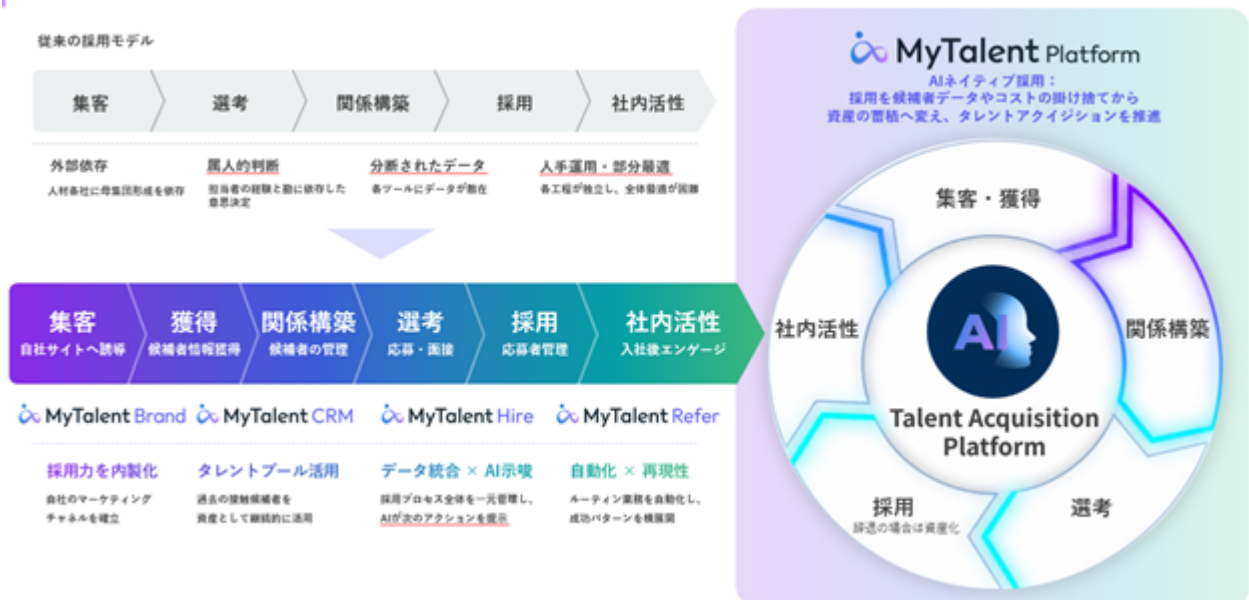 従来の採用モデル
集客
選考
関係構築
採用
社内活性
外部依存
人材各社に母集団形成を依存
属人的判断
担当者の経験と勘に依存した
意思決定
分断されたデータ
各ツールにデータが散在
人手運用・部分最適
各工程が独立し、全体最適が困難
集客
自社サイトへ誘導
獲得
候補者情報獲得
関係構築
候補者の管理
選考
応募・面接
採用
応募者管理
社内活性
入社後エンゲージ
MyTalent Brand
MyTalent CRM
MyTalent Hire
MyTalent Refer
採用力を内製化
自社のマーケティング
チャネルを確立
タレントプール活用
過去の接触候補者を
資産として継続的に活用
データ統合 × AI示唆
採用プロセス全体を一元管理し、
AIが次のアクションを提示
自動化 × 再現性
ルーティン業務を自動化し、
成功パターンを横展開
MyTalent Platform
AIネイティブ採用：
採用を候補者データやコストの掛け捨てから
資産の蓄積へ変え、タレントアクイジションを推進
集客・獲得
関係構築
選考
採用
辞退の場合は資産化
社内活性
AI
Talent Acquisition
Platform